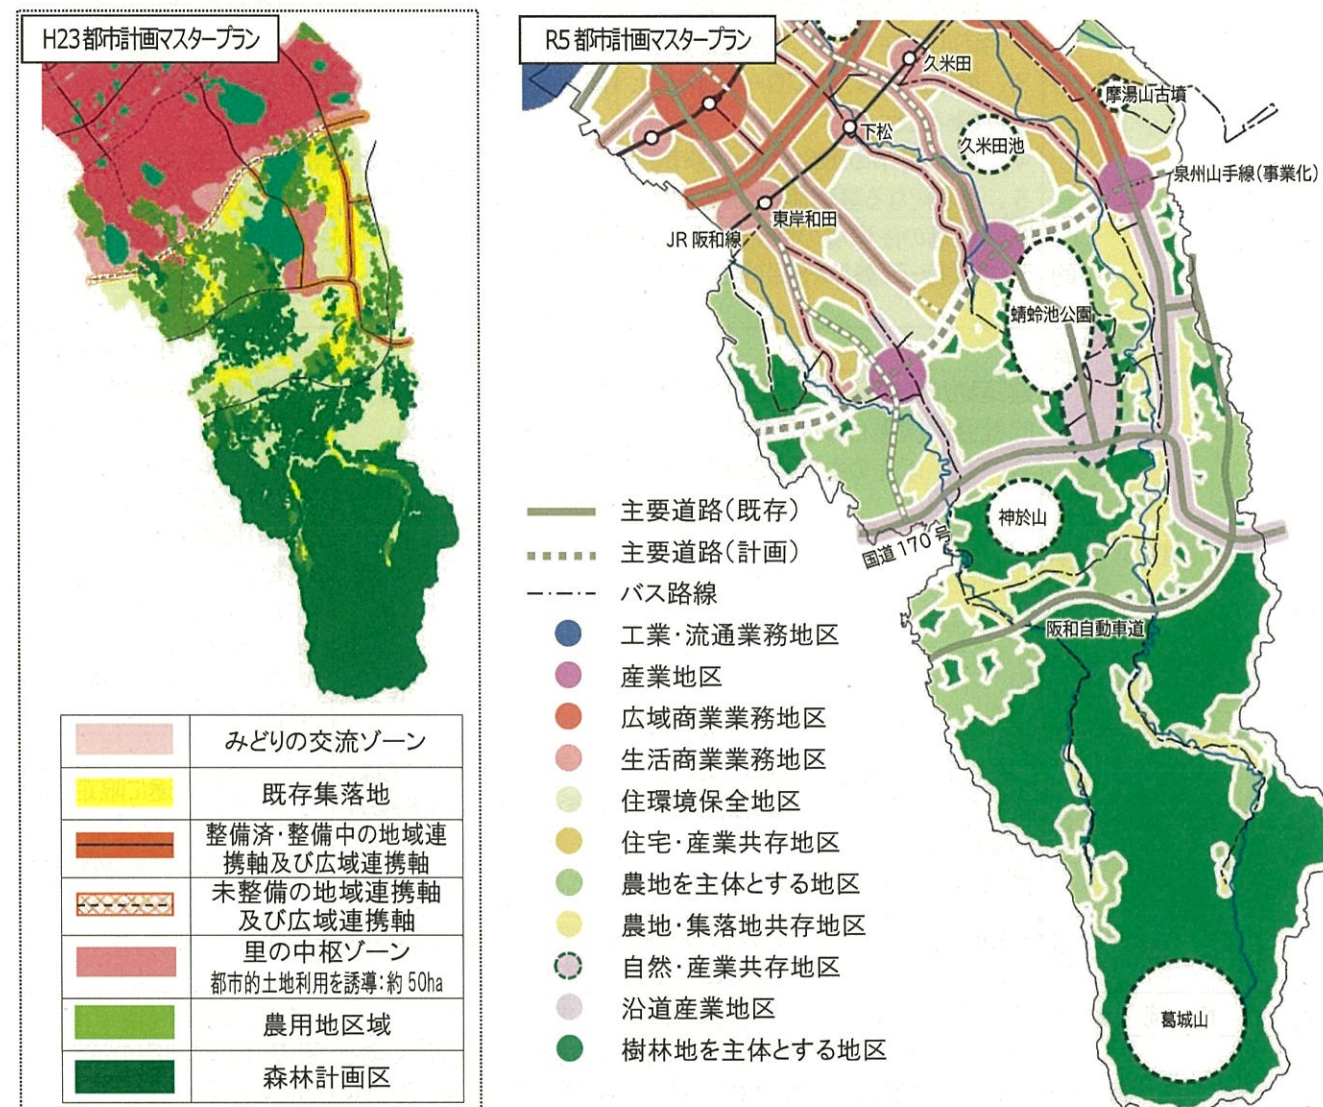 H23都市計画マスタープラン
みどりの交流ゾーン
既存集落地
整備済・整備中の地域連
携軸及び広域連携軸
未整備の地域連携軸
及び広域連携軸
里の中枢ゾーン
都市的土地利用を誘導:約50ha
農用地区域
森林計画区
R5都市計画マスタープラン
久米田
摩湯山古墳
下松
久米田池
泉州山手線(事業化)
東岸和田
JR阪和線
蜻蛉池公園
神於山
国道170号
阪和自動車道
葛城山
主要道路(既存)
主要道路(計画)
バス路線
工業・流通業務地区
産業地区
広域商業業務地区
生活商業業務地区
住環境保全地区
住宅・産業共存地区
農地を主体とする地区
農地・集落地共存地区
自然・産業共存地区
沿道産業地区
樹林地を主体とする地区